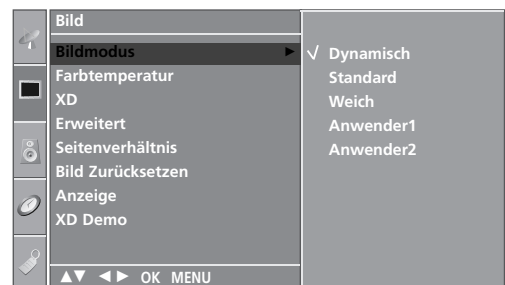 Bild
Bildmodus ►
Farbtemperatur
XD
Erweitert
Seitenverhältnis
Bild Zurücksetzen
Anzeige
XD Demo
▲▼ ◄► OK MENU
√ Dynamisch
Standard
Weich
Anwender1
Anwender2